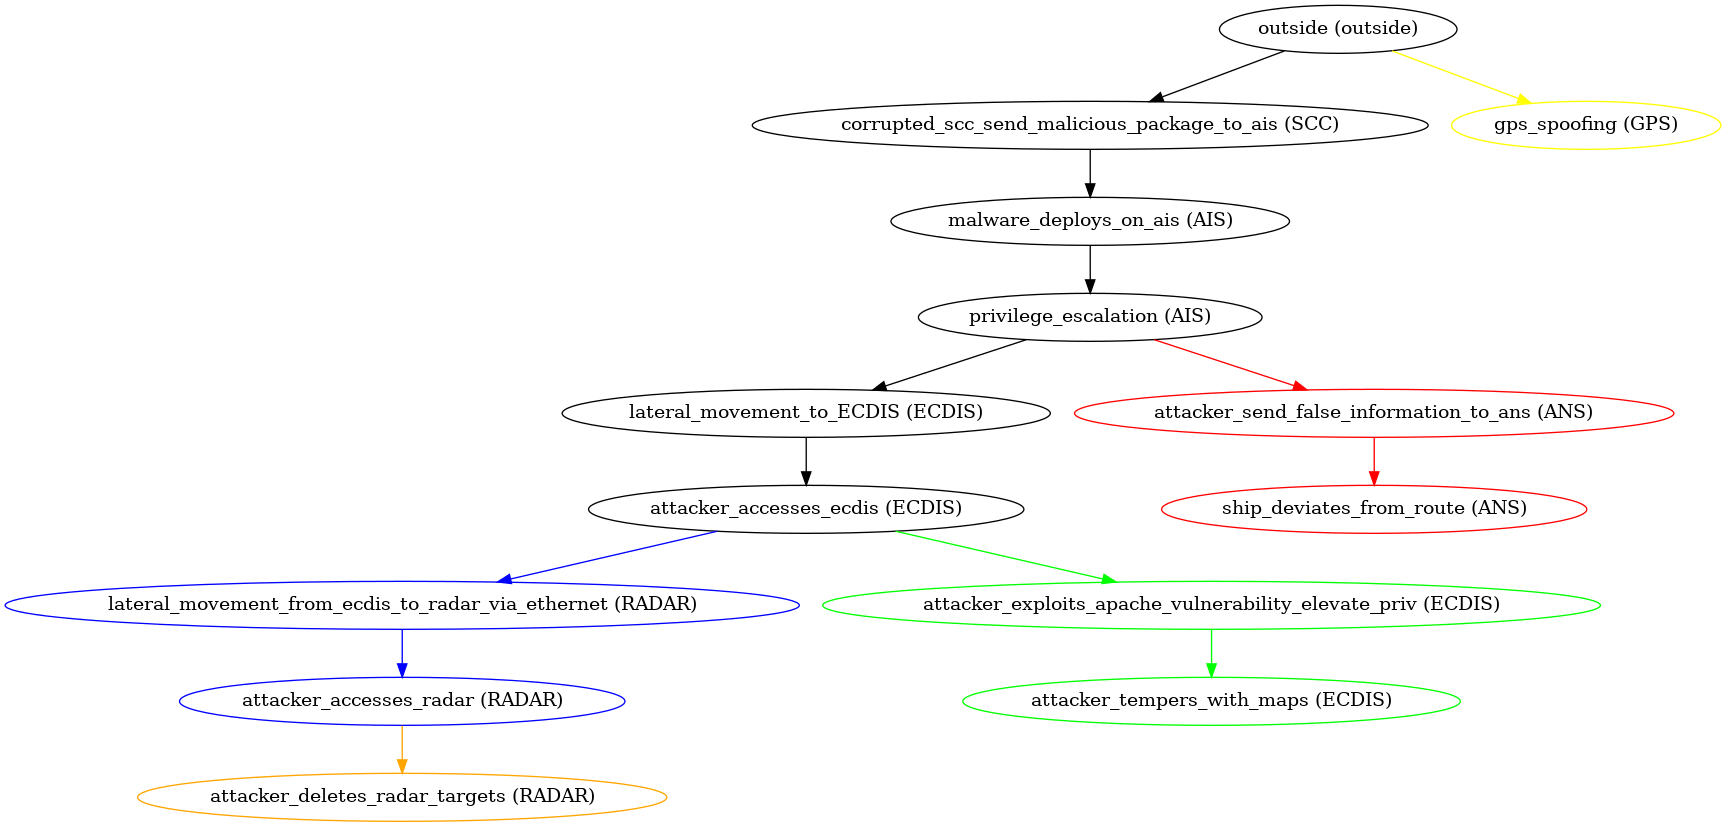 outside (outside)
corrupted_scc_send_malicious_package_to_ais (SCC)
gps_spoofing (GPS)
malware_deploys_on_ais (AIS)
privilege_escalation (AIS)
lateral_movement_to_ECDIS (ECDIS)
attacker_send_false_information_to_ans (ANS)
attacker_accesses_ecdis (ECDIS)
ship_deviates_from_route (ANS)
lateral_movement_from_ecdis_to_radar_via_ethernet (RADAR)
attacker_exploits_apache_vulnerability_elevate_priv (ECDIS)
attacker_accesses_radar (RADAR)
attacker_tempers_with_maps (ECDIS)
attacker_deletes_radar_targets (RADAR)